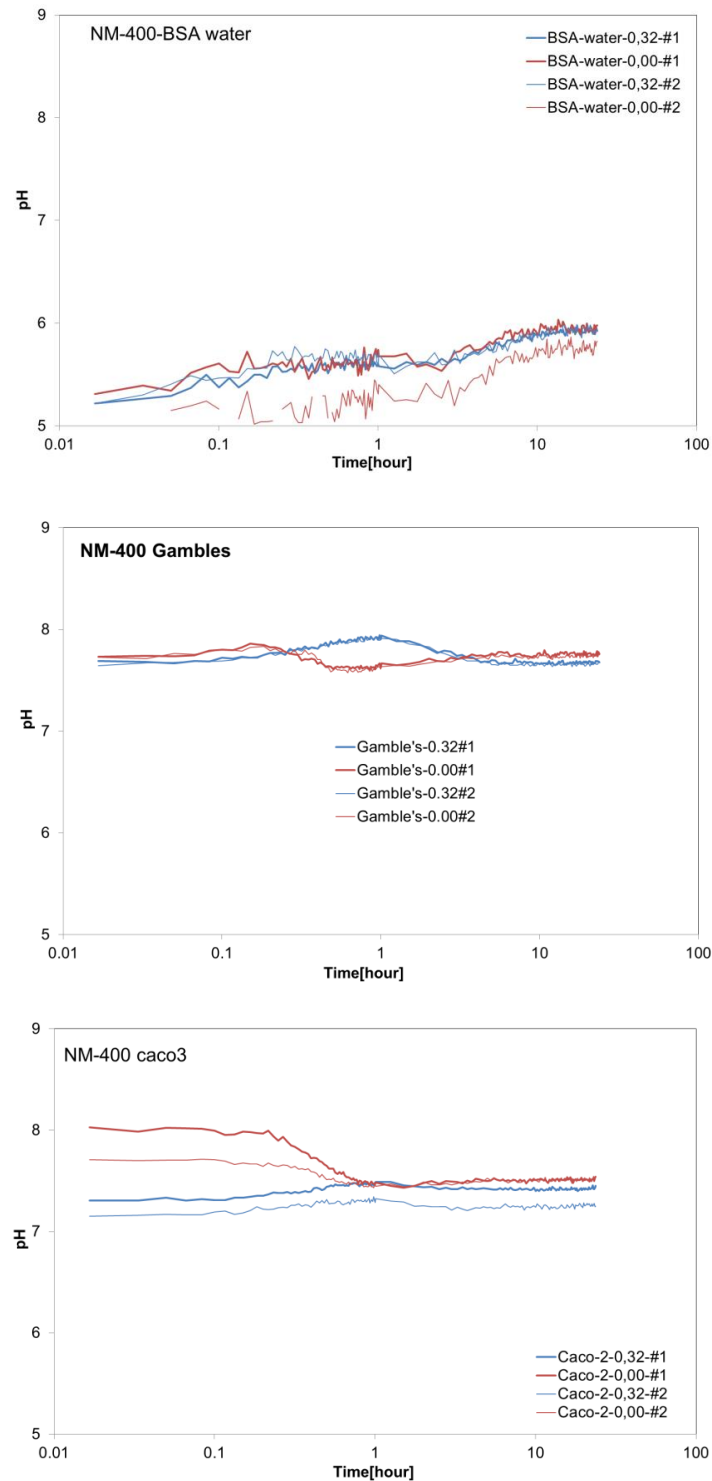 NM-400-BSA water
BSA-water-0,32-#1
BSA-water-0,00-#1
BSA-water-0,32-#2
BSA-water-0,00-#2
9
8
7
6
5
pH
0.01 0.1 1 10 100
Time[hour]
NM-400 Gambles
Gamble's-0.32#1
Gamble's-0.00#1
Gamble's-0.32#2
Gamble's-0.00#2
9
8
7
6
5
pH
0.01 0.1 1 10 100
Time[hour]
NM-400 caco3
Caco-2-0,32-#1
Caco-2-0,00-#1
Caco-2-0,32-#2
Caco-2-0,00-#2
9
8
7
6
5
pH
0.01 0.1 1 10 100
Time[hour]